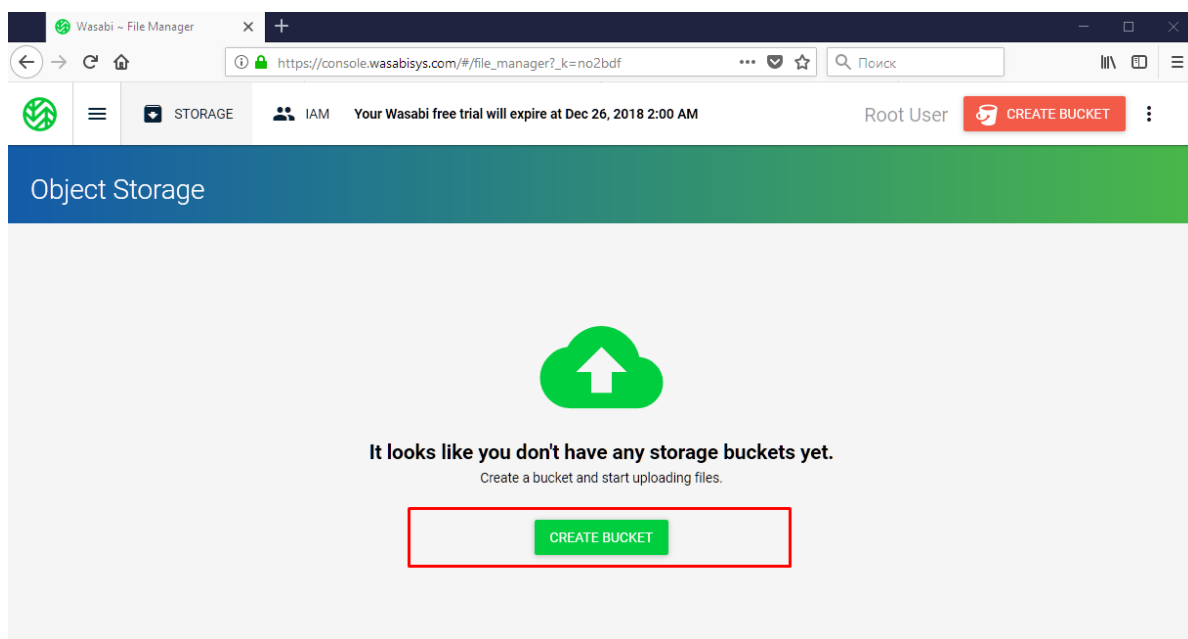 Wasabi ~ File Manager
https://console.wasabisys.com/#/file_manager?_k=no2bdf
Поиск
STORAGE
IAM
Your Wasabi free trial will expire at Dec 26, 2018 2:00 AM
Root User
CREATE BUCKET
Object Storage
It looks like you don't have any storage buckets yet.
Create a bucket and start uploading files.
CREATE BUCKET